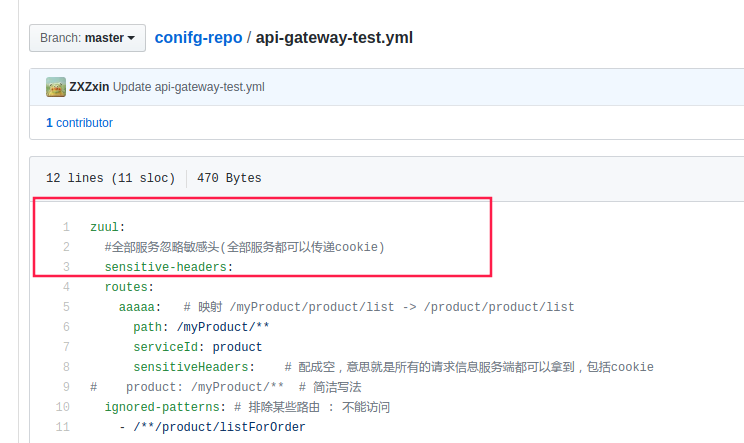 Branch: master conifg-repo / api-gateway-test.yml
ZXZxin Update api-gateway-test.yml
1 contributor
12 lines (11 sloc) 470 Bytes
1 zuul:
2 #全部服务忽略敏感头(全部服务都可以传递cookie)
3 sensitive-headers:
4 routes:
5 aaaaa: # 映射 /myProduct/product/list -> /product/product/list
6 path: /myProduct/**
7 serviceId: product
8 sensitiveHeaders: # 配成空，意思就是所有的请求信息服务端都可以拿到，包括cookie
9 # product: /myProduct/** # 简洁写法
10 ignored-patterns: # 排除某些路由 : 不能访问
11 - /**/product/listForOrder